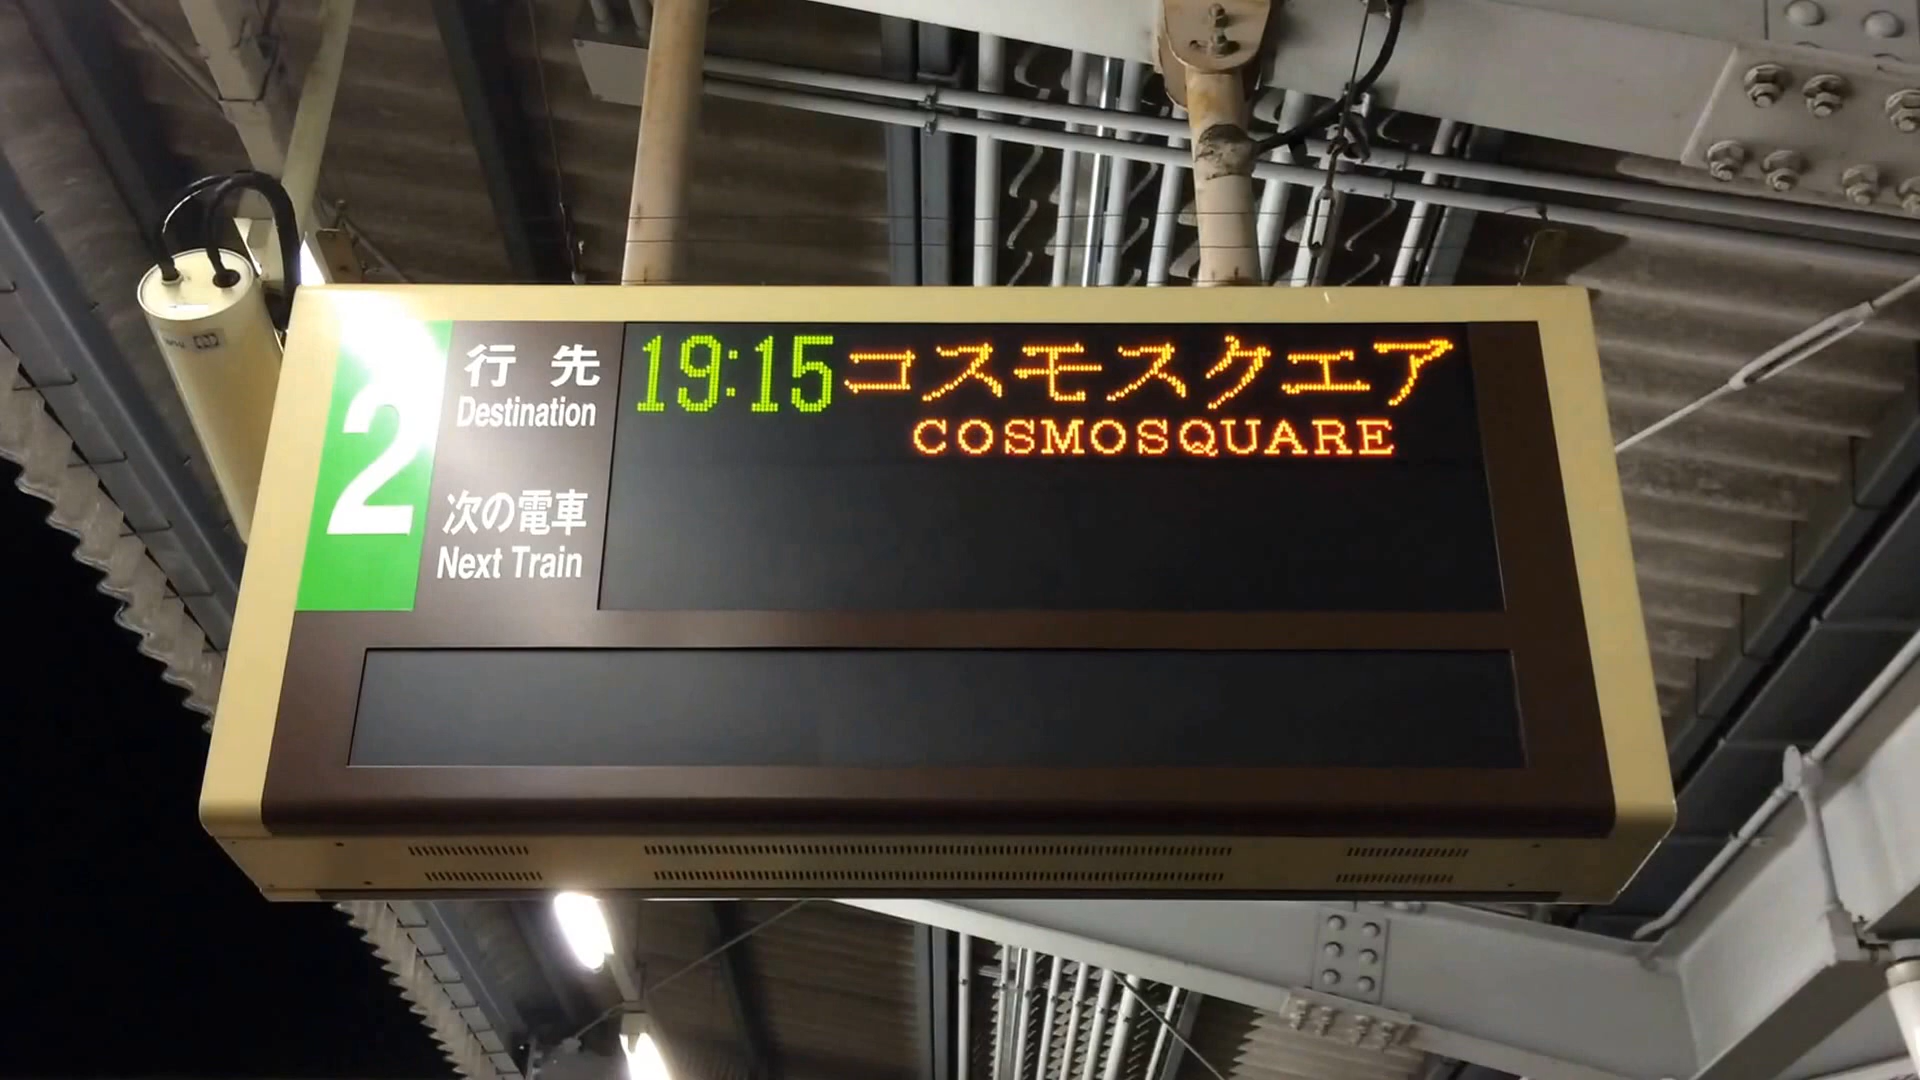 2
行先
Destination
19:15 コスモスクエア
COSMOSQUARE
次の電車
Next Train